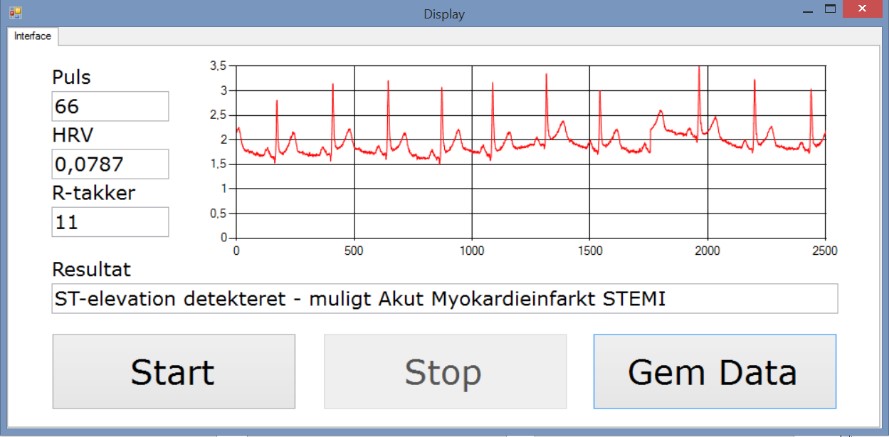 Display
Interface
Puls
66
HRV
0,0787
R-takker
11
3,5
3
2,5
2
1,5
1
0,5
0
0 500 1000 1500 2000 2500
Resultat
ST-elevation detekteret - muligt Akut Myokardieinfarkt STEMI
Start Stop Gem Data